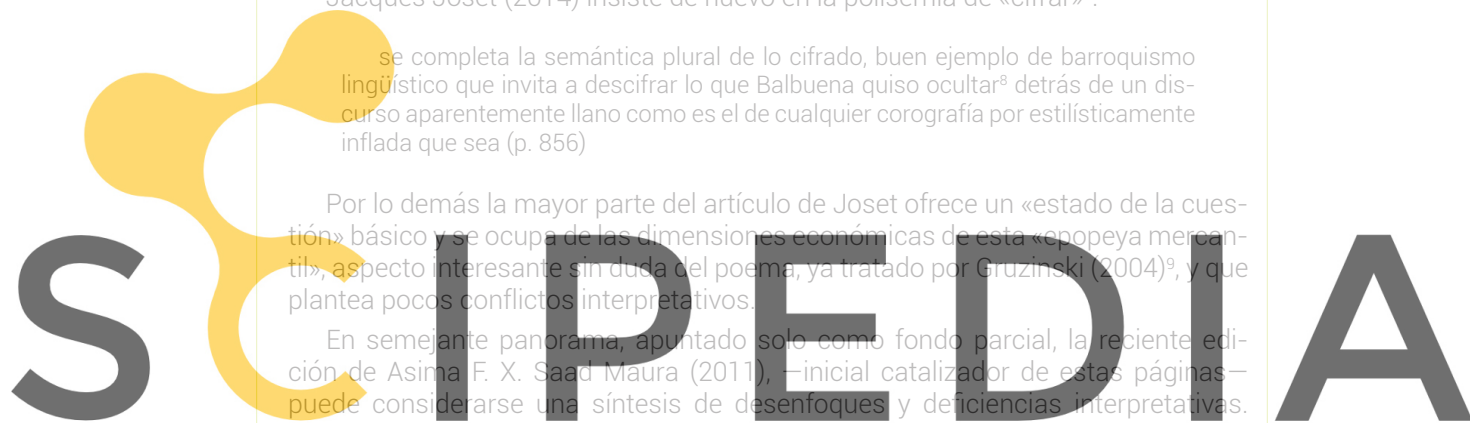 Jacques Joset (2014) insiste de nuevo en la polisemia de «cifrar» :
se completa la semántica plural de lo cifrado, buen ejemplo de barroquismo
lingüístico que invita a descifrar lo que Balbuena quiso ocultar⁸ detrás de un dis-
curso aparentemente llano como es el de cualquier corografía por estilísticamente
inflada que sea (p. 856)
Por lo demás la mayor parte del artículo de Joset ofrece un «estado de la cues-
tión» básico y se ocupa de las dimensiones económicas de esta «epopeya mercan-
til», aspecto interesante sin duda del poema, ya tratado por Gruzinski (2004)⁹, y que
plantea pocos conflictos interpretativos.
En semejante panorama, apuntado solo como fondo parcial, la reciente edi-
ción de Asima F. X. Saad Maura (2011), —inicial catalizador de estas páginas—
puede considerarse una síntesis de desenfoques y deficiencias interpretativas.
SCIPEDIA